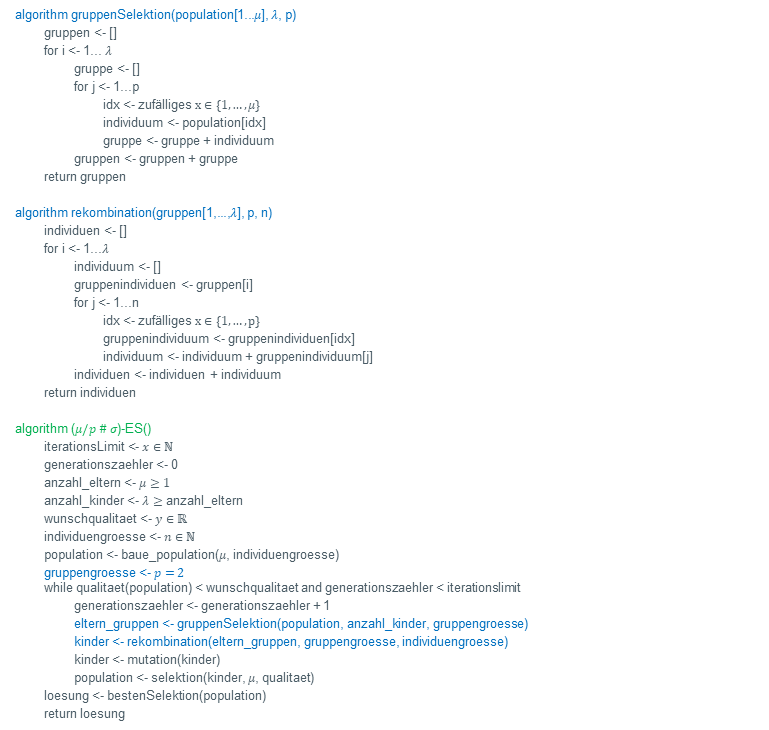 algorithm gruppenSelektion(population[1...μ], λ, p)
gruppen <- []
for i <- 1... λ
gruppe <- []
for j <- 1...p
idx <- zufälliges x ∈ {1, ... , μ}
individuum <- population[idx]
gruppe <- gruppe + individuum
gruppen <- gruppen + gruppe
return gruppen
algorithm rekombination(gruppen[1,...,λ], p, n)
individuen <- []
for i <- 1...λ
individuum <- []
gruppenindividuen <- gruppen[i]
for j <- 1...n
idx <- zufälliges x ∈ {1, ... , p}
gruppenindividuum <- gruppenindividuen[idx]
individuum <- individuum + gruppenindividuum[j]
individuen <- individuen + individuum
return individuen
algorithm (μ/p # σ)-ES()
iterationsLimit <- x ∈ ℕ
generationszaehler <- 0
anzahl_eltern <- μ ≥ 1
anzahl_kinder <- λ ≥ anzahl_eltern
wunschqualitaet <- y ∈ ℝ
individuengroesse <- n ∈ ℕ
population <- baue_population(μ, individuengroesse)
gruppengroesse <- p = 2
while qualitaet(population) < wunschqualitaet and generationszaehler < iterationslimit
generationszaehler <- generationszaehler + 1
eltern_gruppen <- gruppenSelektion(population, anzahl_kinder, gruppengroesse)
kinder <- rekombination(eltern_gruppen, gruppengroesse, individuengroesse)
kinder <- mutation(kinder)
population <- selektion(kinder, μ, qualitaet)
loesung <- bestenSelektion(population)
return loesung